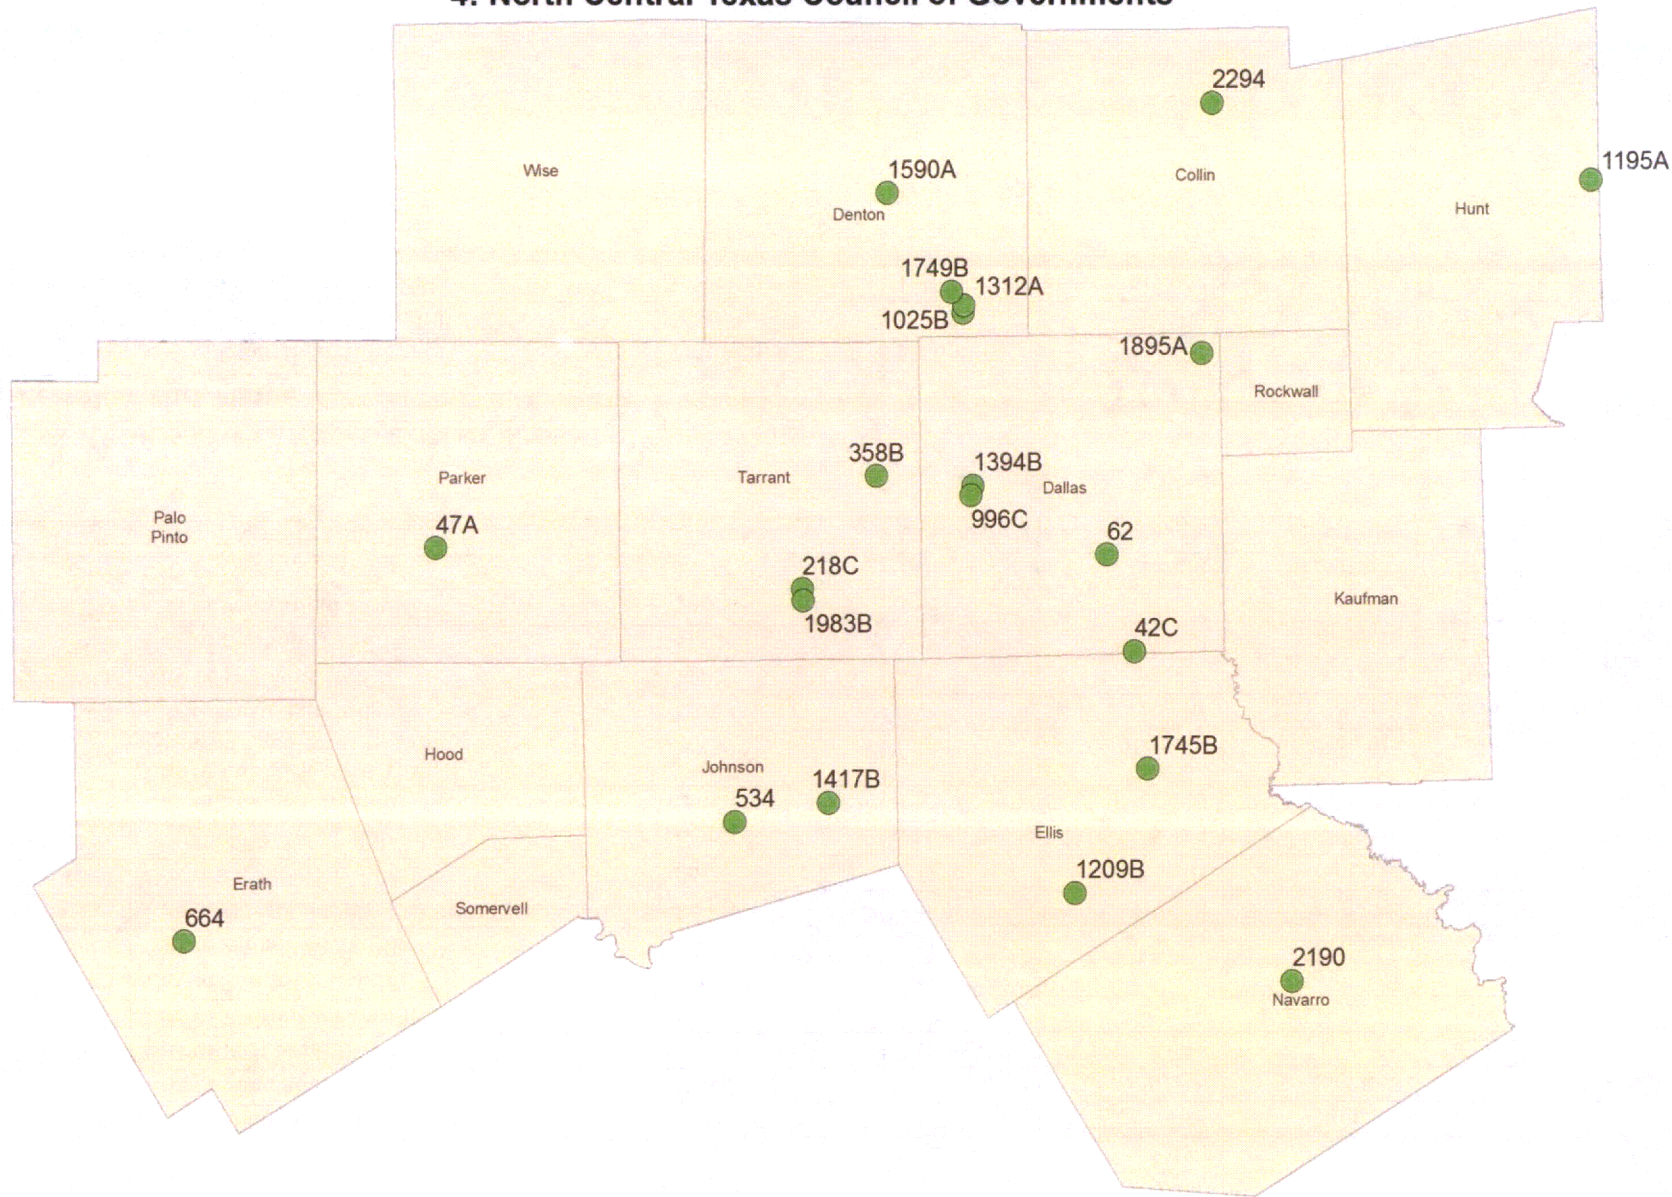 4. North Central Texas Council of Governments
2294
1195A
Wise
1590A
Collin
Denton
Hunt
1749B
1312A
1025B
1895A
Rockwall
358B
1394B
Parker
Tarrant
Dallas
Palo
Pinto
47A
996C
62
218C
Kaufman
1983B
42C
Hood
1745B
Johnson
1417B
534
Ellis
1209B
Erath
Somervell
664
2190
Navarro